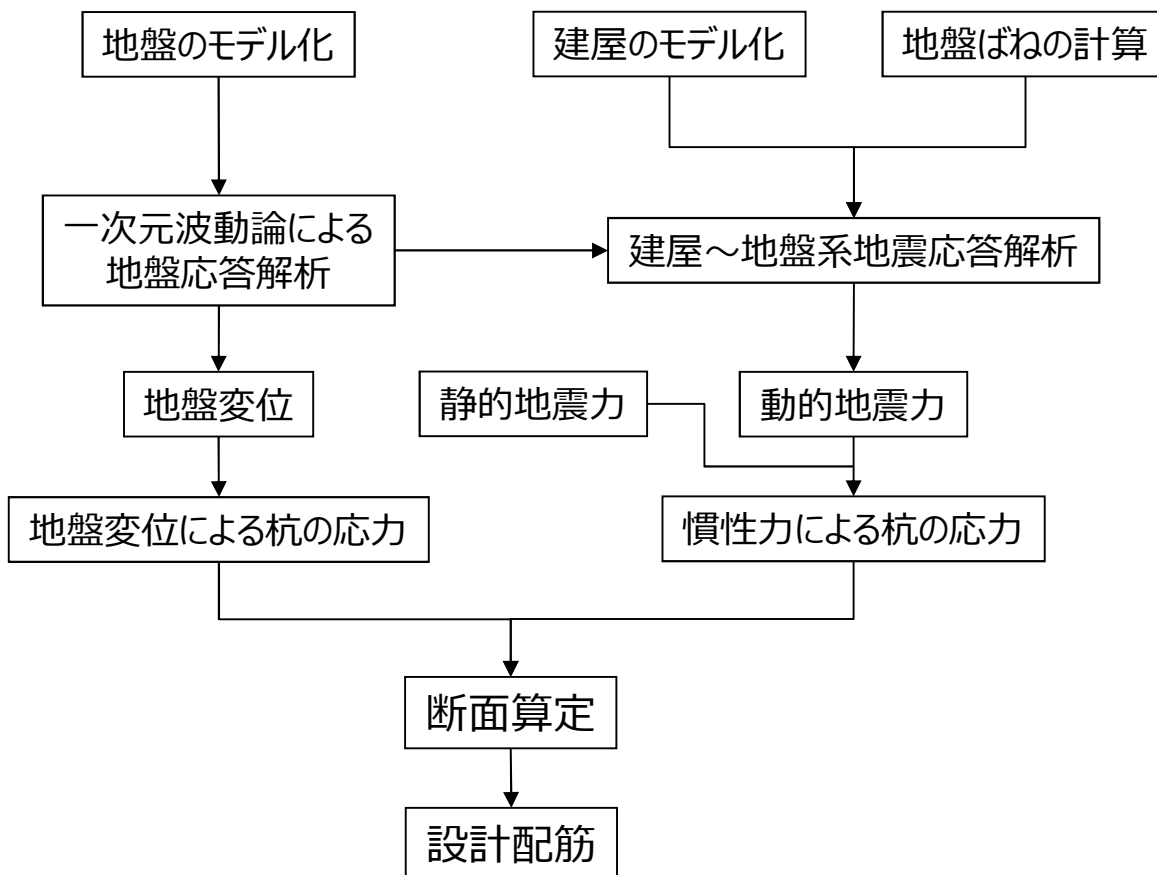 地盤のモデル化
建屋のモデル化
地盤ばねの計算
一次元波動論による
地盤応答解析
建屋～地盤系地震応答解析
地盤変位
静的地震力
動的地震力
地盤変位による杭の応力
慣性力による杭の応力
断面算定
設計配筋